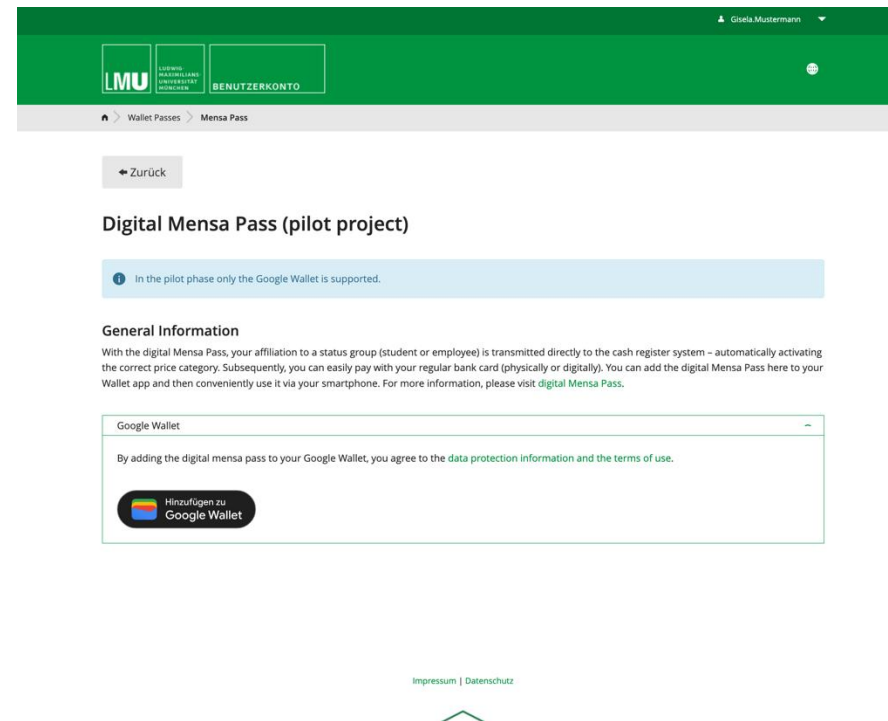 Gisela.Mustermann
LMU
LUDWIG-
MAXIMILIANS-
UNIVERSITÄT
MÜNCHEN
BENUTZERKONTO
Wallet Passes
Mensa Pass
Zurück
Digital Mensa Pass (pilot project)
In the pilot phase only the Google Wallet is supported.
General Information
With the digital Mensa Pass, your affiliation to a status group (student or employee) is transmitted directly to the cash register system – automatically activating
the correct price category. Subsequently, you can easily pay with your regular bank card (physically or digitally). You can add the digital Mensa Pass here to your
Wallet app and then conveniently use it via your smartphone. For more information, please visit digital Mensa Pass.
Google Wallet
By adding the digital mensa pass to your Google Wallet, you agree to the data protection information and the terms of use.
Hinzufügen zu
Google Wallet
Impressum | Datenschutz